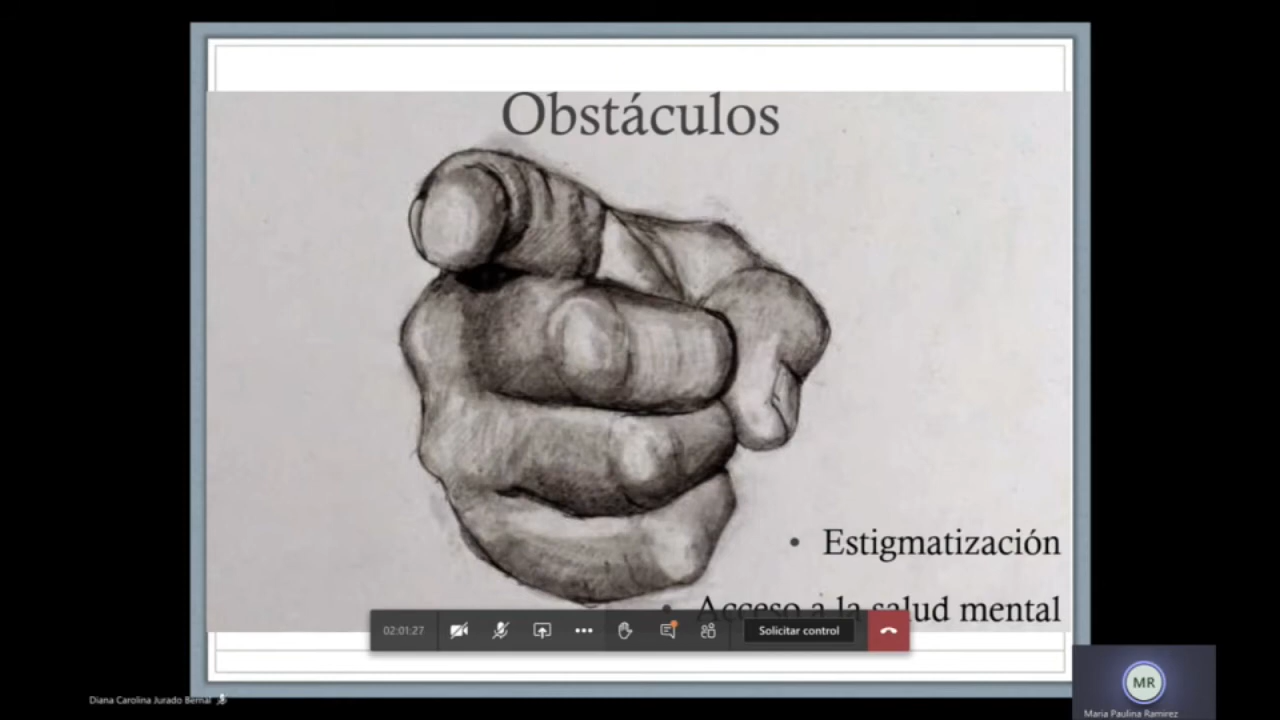 Obstáculos
• Estigmatización
• Acceso a la salud mental
02:01:27
Solicitar control
MR
Diana Carolina Jurado Bernal
Maria Paulina Ramirez